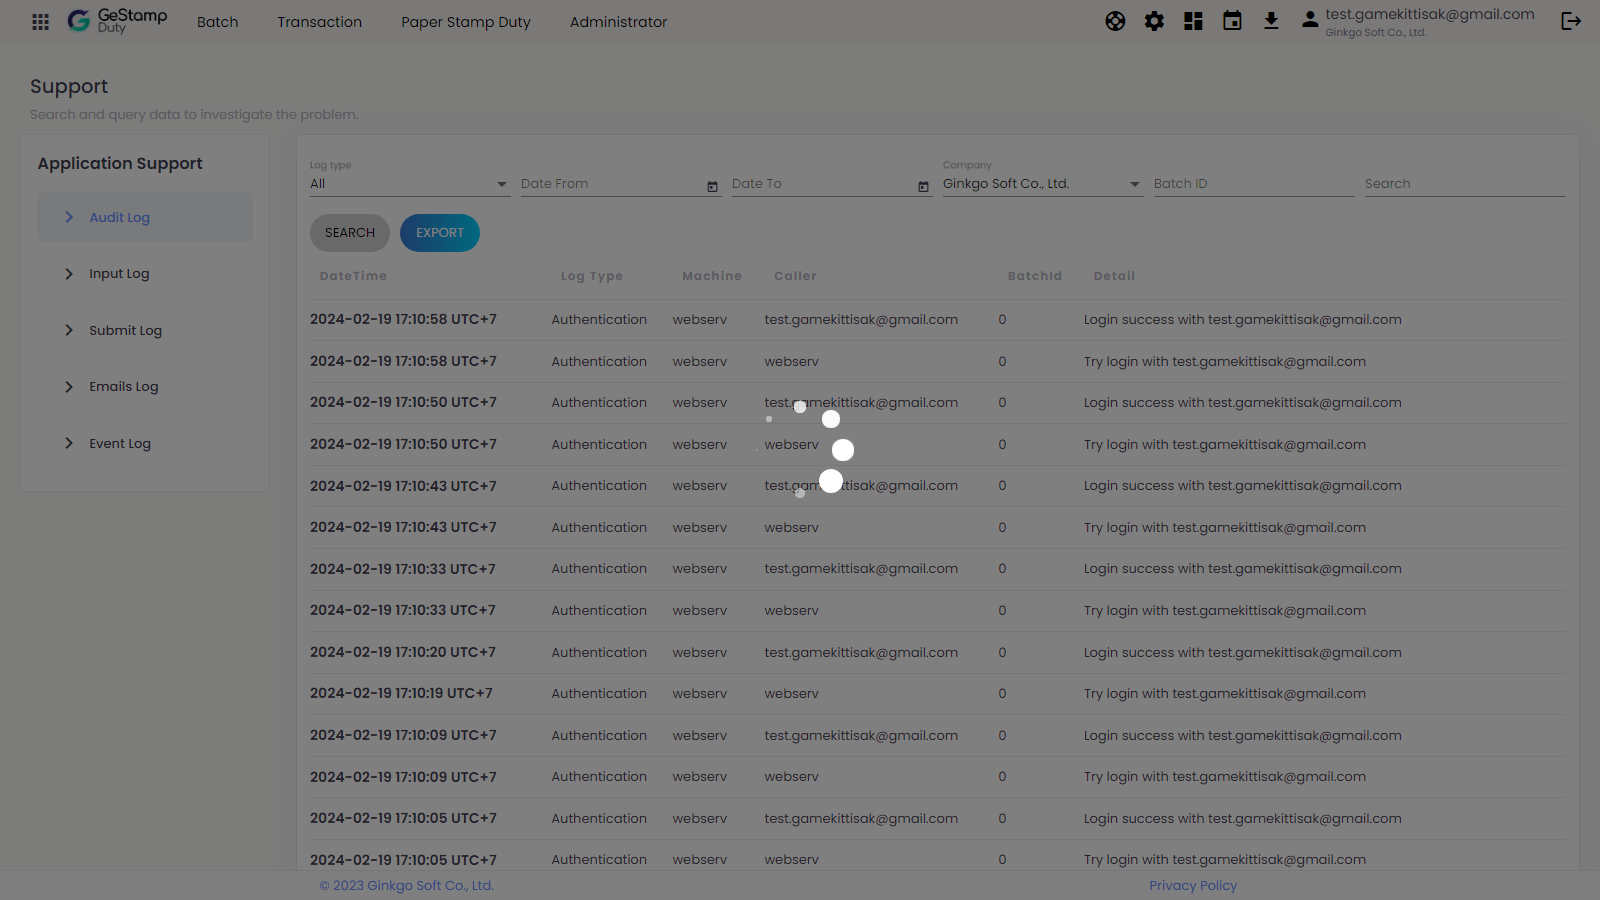 GeStamp
Duty
Batch
Transaction
Paper Stamp Duty
Administrator
test.gamekittisak@gmail.com
Ginkgo Soft Co., Ltd.
Support
Search and query data to investigate the problem.
Application Support
Audit Log
Input Log
Submit Log
Emails Log
Event Log
Log type
All
Date From
Date To
Company
Ginkgo Soft Co., Ltd.
Batch ID
Search
SEARCH
EXPORT
DateTime Log Type Machine Caller BatchId Detail
2024-02-19 17:10:58 UTC+7 Authentication webserv test.gamekittisak@gmail.com 0 Login success with test.gamekittisak@gmail.com
2024-02-19 17:10:58 UTC+7 Authentication webserv webserv 0 Try login with test.gamekittisak@gmail.com
2024-02-19 17:10:50 UTC+7 Authentication webserv test.gamekittisak@gmail.com 0 Login success with test.gamekittisak@gmail.com
2024-02-19 17:10:50 UTC+7 Authentication webserv webserv 0 Try login with test.gamekittisak@gmail.com
2024-02-19 17:10:43 UTC+7 Authentication webserv test.gamekittisak@gmail.com 0 Login success with test.gamekittisak@gmail.com
2024-02-19 17:10:43 UTC+7 Authentication webserv webserv 0 Try login with test.gamekittisak@gmail.com
2024-02-19 17:10:33 UTC+7 Authentication webserv test.gamekittisak@gmail.com 0 Login success with test.gamekittisak@gmail.com
2024-02-19 17:10:33 UTC+7 Authentication webserv webserv 0 Try login with test.gamekittisak@gmail.com
2024-02-19 17:10:20 UTC+7 Authentication webserv test.gamekittisak@gmail.com 0 Login success with test.gamekittisak@gmail.com
2024-02-19 17:10:19 UTC+7 Authentication webserv webserv 0 Try login with test.gamekittisak@gmail.com
2024-02-19 17:10:09 UTC+7 Authentication webserv test.gamekittisak@gmail.com 0 Login success with test.gamekittisak@gmail.com
2024-02-19 17:10:09 UTC+7 Authentication webserv webserv 0 Try login with test.gamekittisak@gmail.com
2024-02-19 17:10:05 UTC+7 Authentication webserv test.gamekittisak@gmail.com 0 Login success with test.gamekittisak@gmail.com
2024-02-19 17:10:05 UTC+7 Authentication webserv webserv 0 Try login with test.gamekittisak@gmail.com
© 2023 Ginkgo Soft Co., Ltd.
Privacy Policy